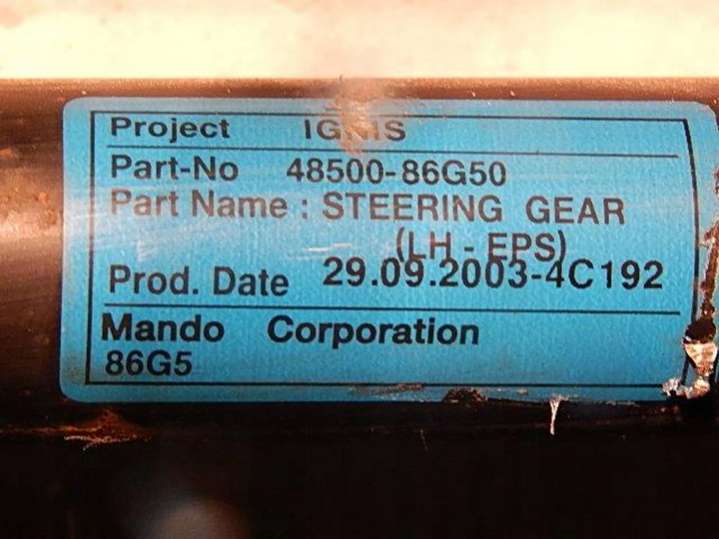 Project IGNIS
Part-No 48500-86G50
Part Name : STEERING GEAR
(LH - EPS)
Prod. Date 29.09.2003-4C192
Mando Corporation
86G5